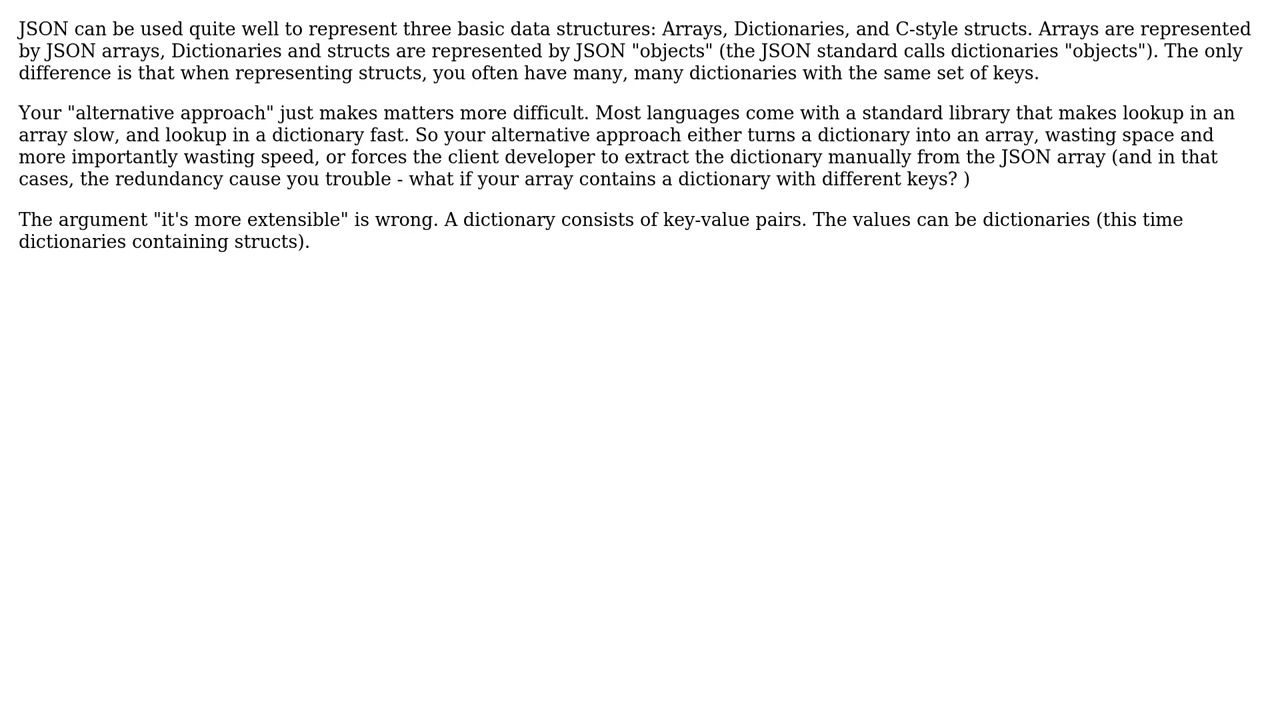 JSON can be used quite well to represent three basic data structures: Arrays, Dictionaries, and C-style structs. Arrays are represented
by JSON arrays, Dictionaries and structs are represented by JSON "objects" (the JSON standard calls dictionaries "objects"). The only
difference is that when representing structs, you often have many, many dictionaries with the same set of keys.
Your "alternative approach" just makes matters more difficult. Most languages come with a standard library that makes lookup in an
array slow, and lookup in a dictionary fast. So your alternative approach either turns a dictionary into an array, wasting space and
more importantly wasting speed, or forces the client developer to extract the dictionary manually from the JSON array (and in that
cases, the redundancy cause you trouble - what if your array contains a dictionary with different keys? )
The argument "it's more extensible" is wrong. A dictionary consists of key-value pairs. The values can be dictionaries (this time
dictionaries containing structs).